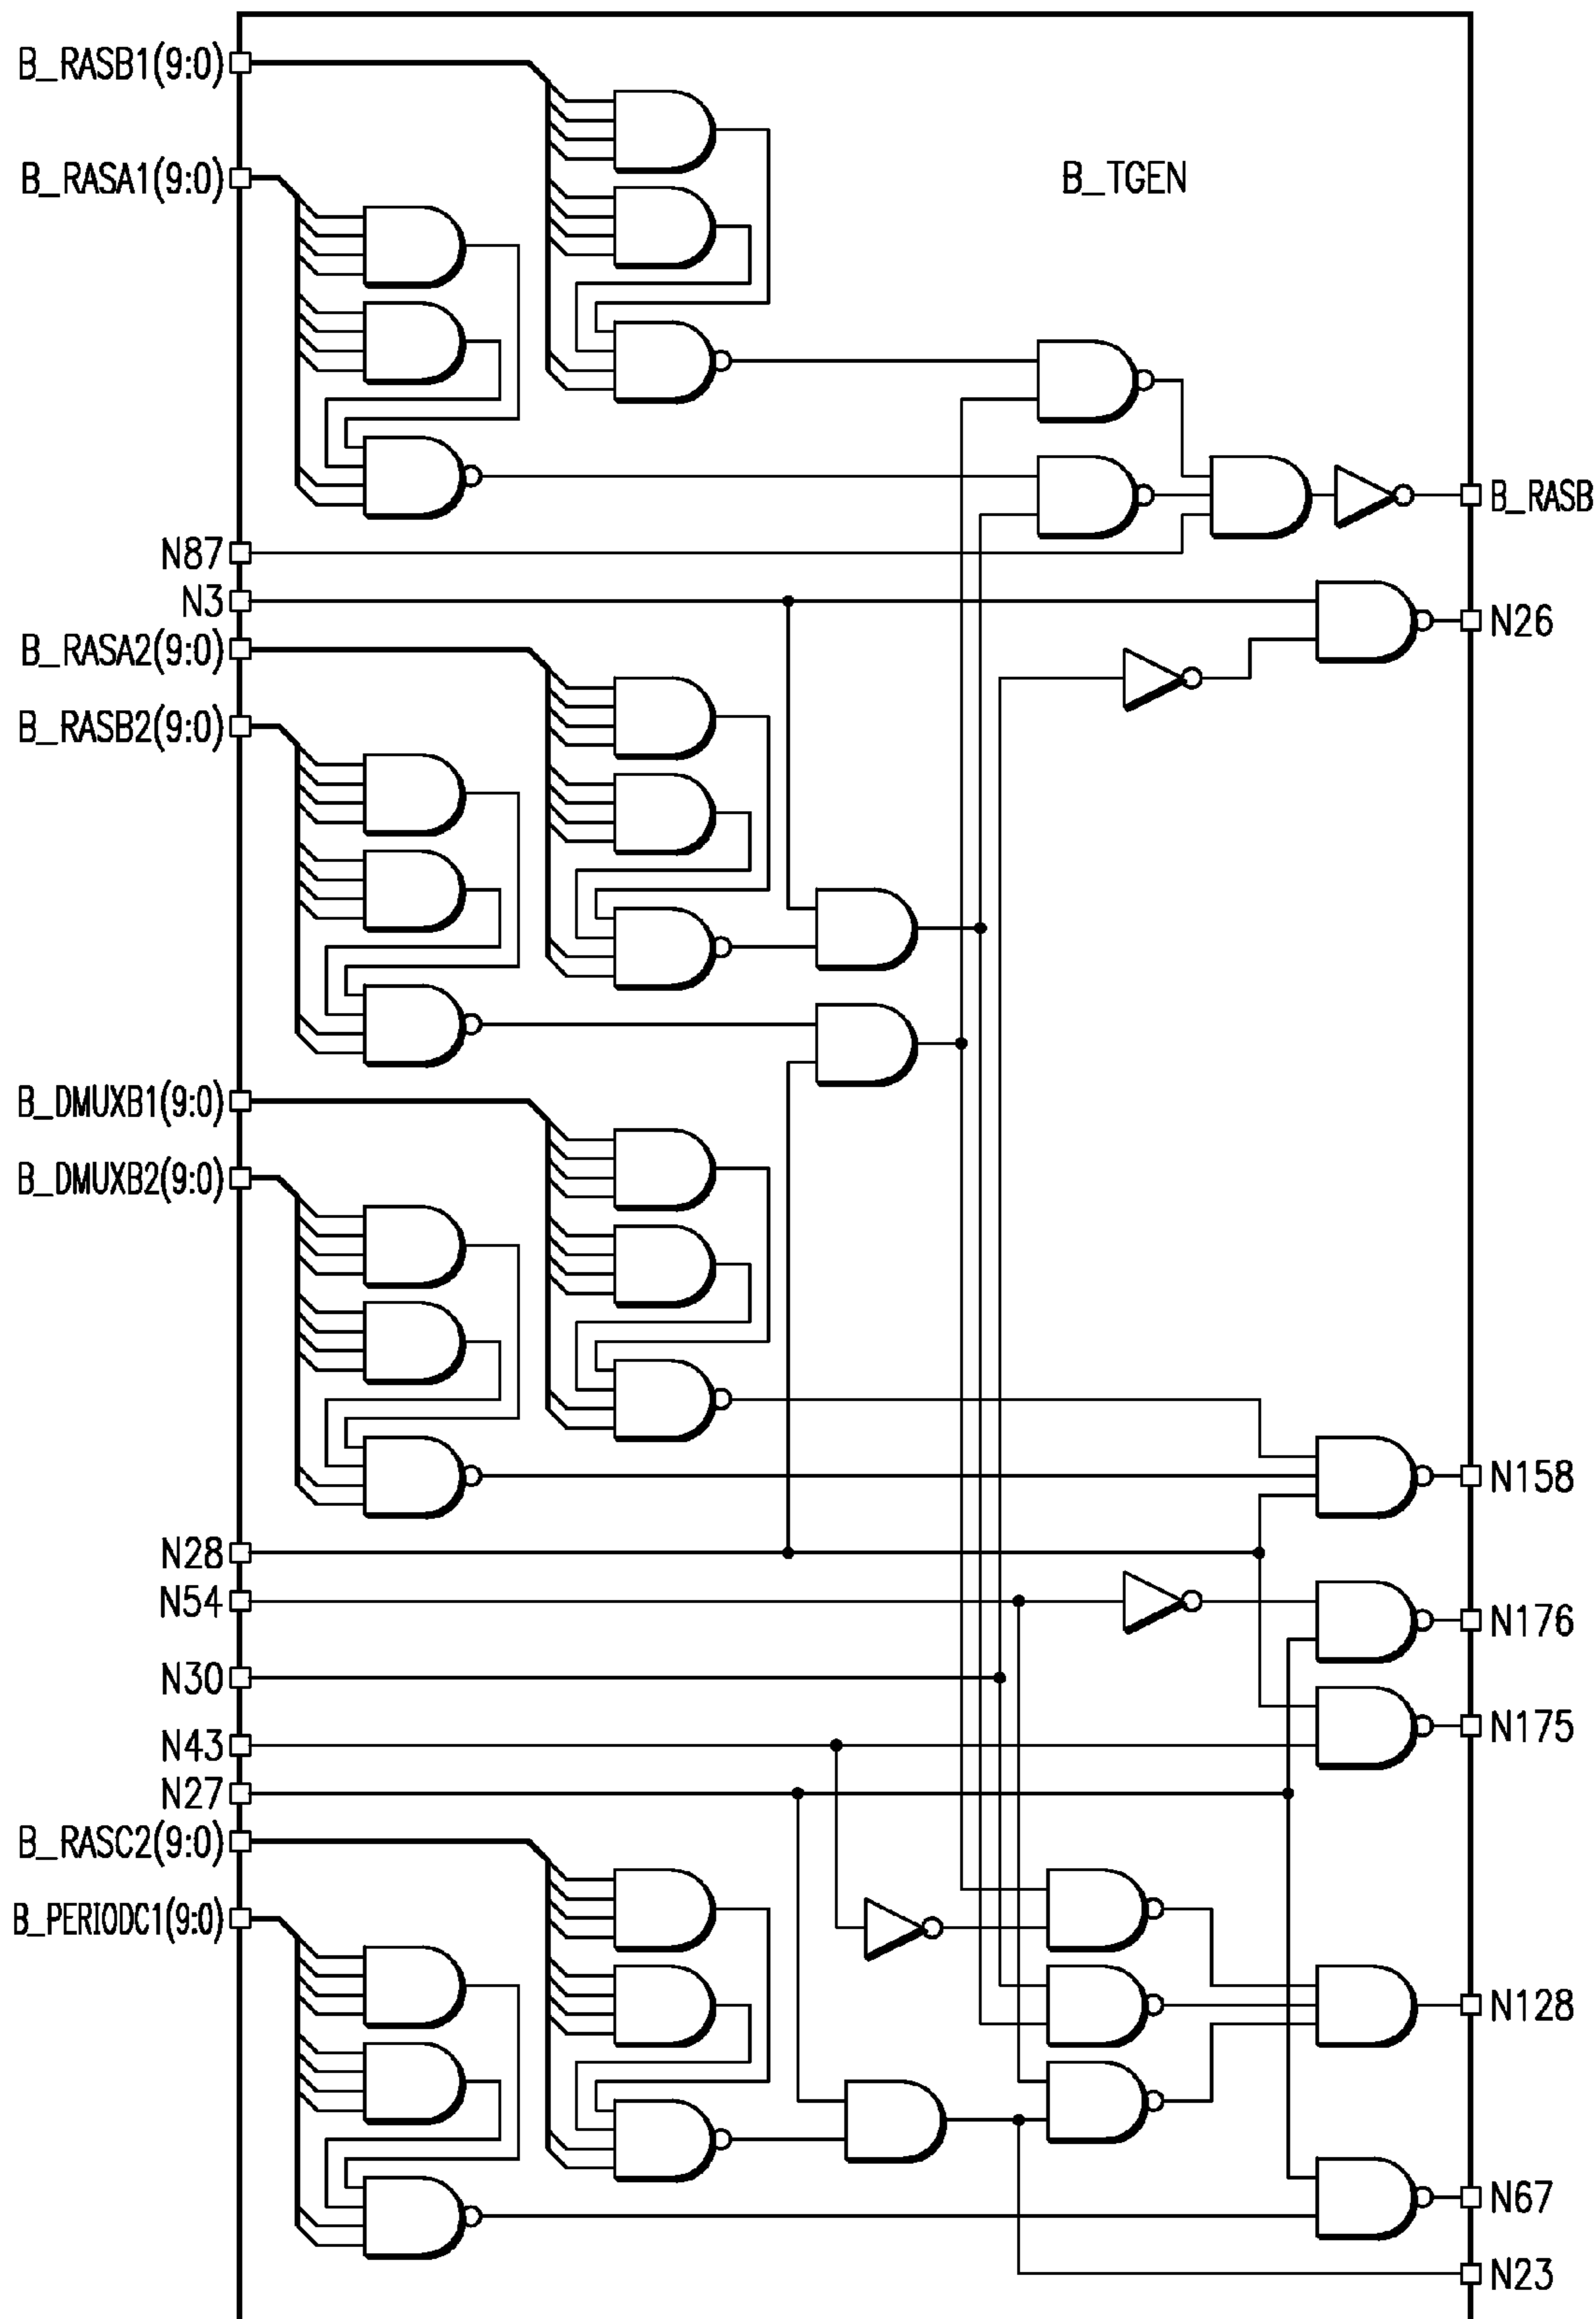 B_RASB1(9:0)
B_RASA1(9:0)
B_TGEN
B_RASB
N87
N3
N26
B_RASA2(9:0)
B_RASB2(9:0)
B_DMUXB1(9:0)
B_DMUXB2(9:0)
N158
N28
N54
N176
N30
N175
N43
N27
B_RASC2(9:0)
B_PERIODC1(9:0)
N128
N67
N23